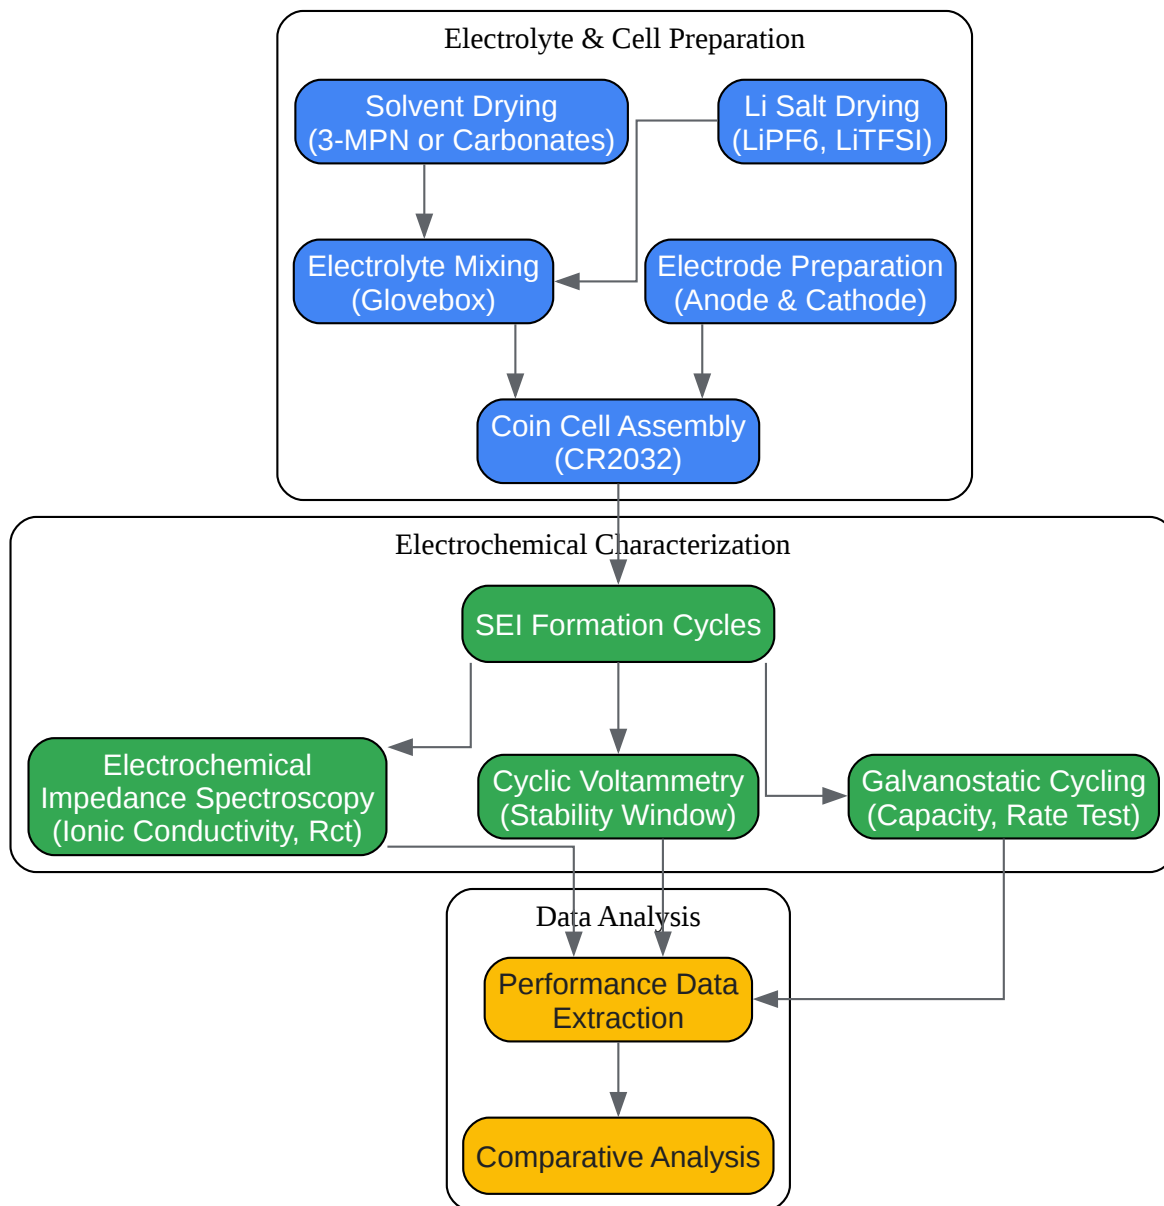 Electrolyte & Cell Preparation
Solvent Drying
(3-MPN or Carbonates)
Li Salt Drying
(LiPF6, LiTFSI)
Electrolyte Mixing
(Glovebox)
Electrode Preparation
(Anode & Cathode)
Coin Cell Assembly
(CR2032)
Electrochemical Characterization
SEI Formation Cycles
Electrochemical
Impedance Spectroscopy
(Ionic Conductivity, Rct)
Cyclic Voltammetry
(Stability Window)
Galvanostatic Cycling
(Capacity, Rate Test)
Data Analysis
Performance Data
Extraction
Comparative Analysis